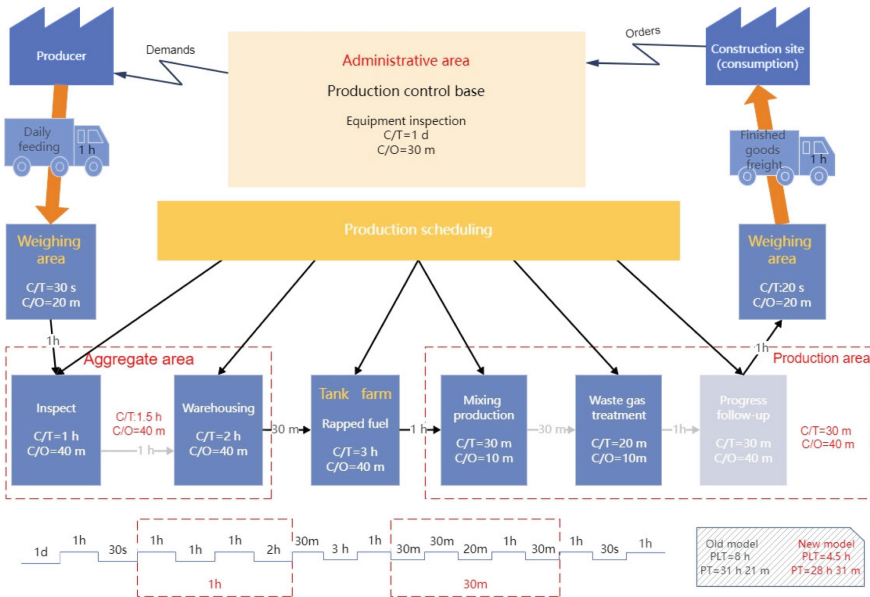 Producer
Demands
Administrative area
Production control base
Equipment inspection
C/T=1 d
C/O=30 m
Orders
Construction site
(consumption)
Daily
feeding
1 h
Finished
goods
freight
1 h
Weighing
area
C/T=30 s
C/O=20 m
Production scheduling
Weighing
area
C/T:20 s
C/O=20 m
1h
1h
Aggregate area
Production area
Inspect
C/T=1 h
C/O=40 m
C/T:1.5 h
C/O=40 m
1 h
Warehousing
C/T=2 h
C/O=40 m
30 m
Tank farm
Rapped fuel
C/T=3 h
C/O=40 m
1 h
Mixing
production
C/T=30 m
C/O=10 m
30 m
Waste gas
treatment
C/T=20 m
C/O=10m
1h
Progress
follow-up
C/T=30 m
C/O=40 m
C/T=30 m
C/O=40 m
1d
1h
30s
1h
1h
1h
2h
30m
3 h
1h
30m
30m
20m
1h
30m
1h
30s
1h
1h
30m
Old model
PLT=8 h
PT=31 h 21 m
New model
PLT=4.5 h
PT=28 h 31 m